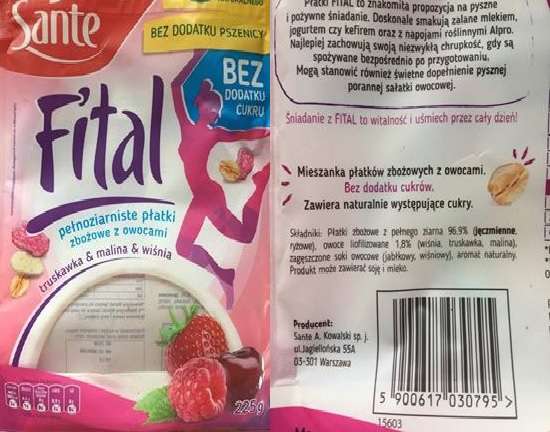 Sante
BEZ DODATKU PSZENICY
BEZ
DODATKU
CUKRU
Fital
pełnoziarniste płatki
zbożowe z owocami
truskawka & malina & wiśnia
225g
Płatki FITAL to znakomita propozycja na pyszne
i pożywne śniadanie. Doskonale smakują zalane mlekiem,
jogurtem czy kefirem oraz z napojami roślinnymi Alpro.
Najlepiej zachowują swoją niezwykłą chrupkość, gdy są
spożywane bezpośrednio po przygotowaniu.
Mogą stanowić również świetne dopełnienie pysznej
porannej sałatki owocowej.
Śniadanie z FITAL to witalność i uśmiech przez cały dzień!
Mieszanka płatków zbożowych z owocami.
Bez dodatku cukrów.
Zawiera naturalnie występujące cukry.
Składniki: Płatki zbożowe z pełnego ziarna 96,9% (jęczmienne,
ryżowe), owoce liofilizowane 1,8% (wiśnia, truskawka, malina),
zagęszczone soki owocowe (jabłkowy, wiśniowy), aromat naturalny.
Produkt może zawierać soję i mleko.
Producent:
Sante A. Kowalski sp. j.
ul.Jagiellońska 55A
03-301 Warszawa
5 900617 030795 >
15603